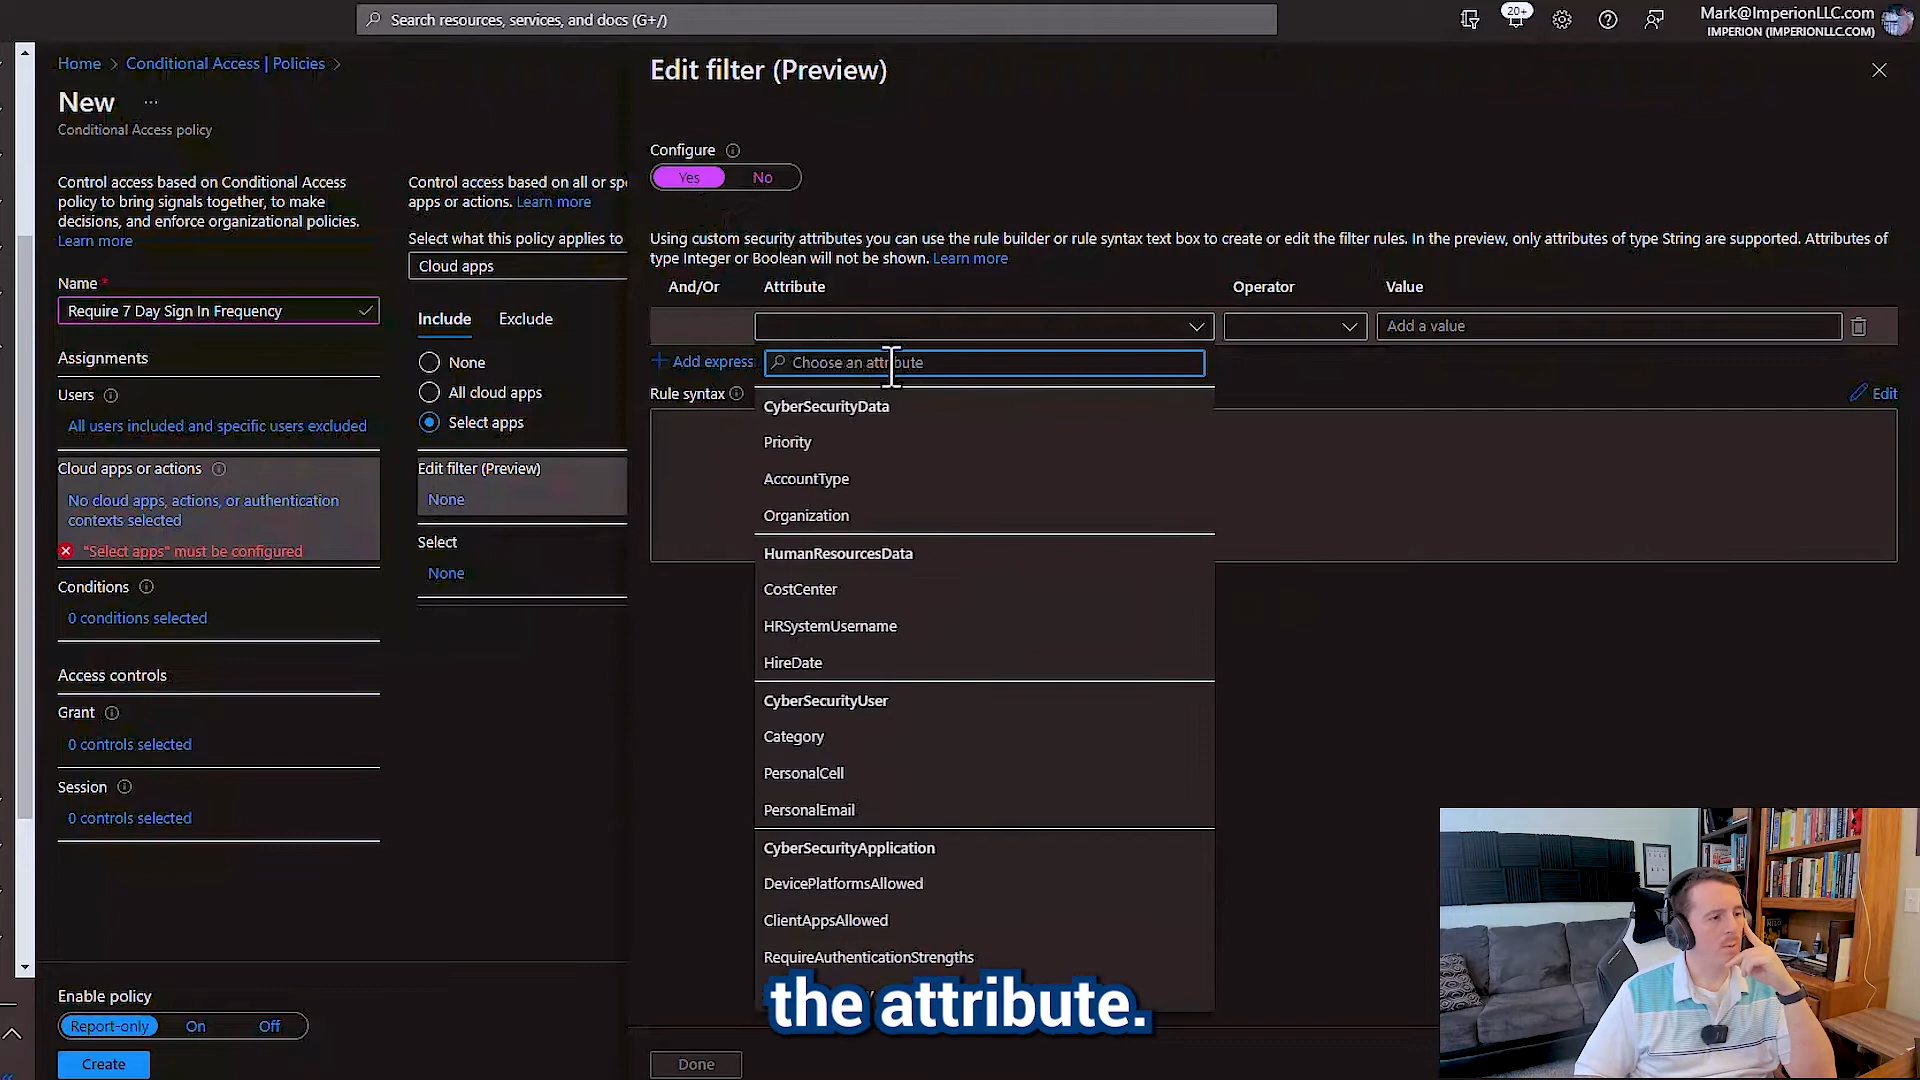 Search resources, services, and docs (G+/)
20+
Mark@ImperionLLC.com
IMPERION (IMPERIONLLC.COM)
Home > Conditional Access | Policies >
New ...
Conditional Access policy
Control access based on Conditional Access
policy to bring signals together, to make
decisions, and enforce organizational policies.
Learn more
Name *
Require 7 Day Sign In Frequency
Assignments
Users
All users included and specific users excluded
Cloud apps or actions
No cloud apps, actions, or authentication
contexts selected
"Select apps" must be configured
Conditions
0 conditions selected
Access controls
Grant
0 controls selected
Session
0 controls selected
Enable policy
Report-only On Off
Create
Control access based on all or spe
apps or actions. Learn more
Select what this policy applies to
Cloud apps
Include Exclude
None
All cloud apps
Select apps
Edit filter (Preview)
None
Select
None
Edit filter (Preview)
Configure
Yes No
Using custom security attributes you can use the rule builder or rule syntax text box to create or edit the filter rules. In the preview, only attributes of type String are supported. Attributes of
type Integer or Boolean will not be shown. Learn more
And/Or Attribute Operator Value
Add a value
+ Add express
Choose an attribute
Rule syntax
Edit
CyberSecurityData
Priority
AccountType
Organization
HumanResourcesData
CostCenter
HRSystemUsername
HireDate
CyberSecurityUser
Category
PersonalCell
PersonalEmail
CyberSecurityApplication
DevicePlatformsAllowed
ClientAppsAllowed
RequireAuthenticationStrengths
the attribute.
Done